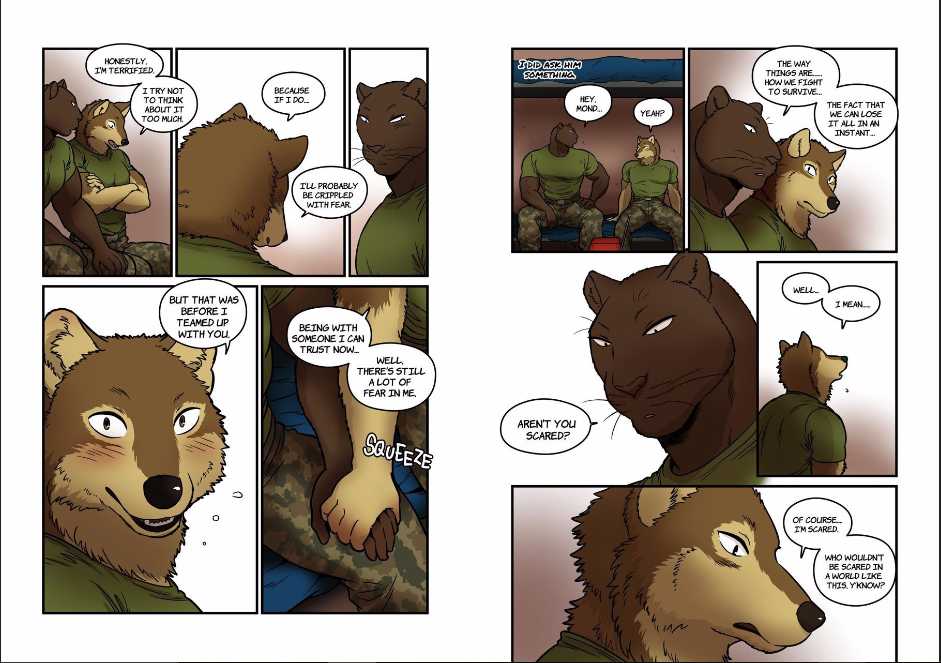 I DID ASK HIM
SOMETHING.
HEY,
MOND...
YEAH?
THE WAY
THINGS ARE.....
HOW WE FIGHT
TO SURVIVE...
THE FACT THAT
WE CAN LOSE
IT ALL IN AN
INSTANT...
AREN'T YOU
SCARED?
WELL...
I MEAN....
OF COURSE...
I'M SCARED.
WHO WOULDN'T
BE SCARED IN
A WORLD LIKE
THIS, Y'KNOW?
HONESTLY,
I'M TERRIFIED.
I TRY NOT
TO THINK
ABOUT IT
TOO MUCH.
BECAUSE
IF I DO...
I'LL PROBABLY
BE CRIPPLED
WITH FEAR.
BUT THAT WAS
BEFORE I
TEAMED UP
WITH YOU.
BEING WITH
SOMEONE I CAN
TRUST NOW...
WELL,
THERE'S STILL
A LOT OF
FEAR IN ME.
SQUEEZE